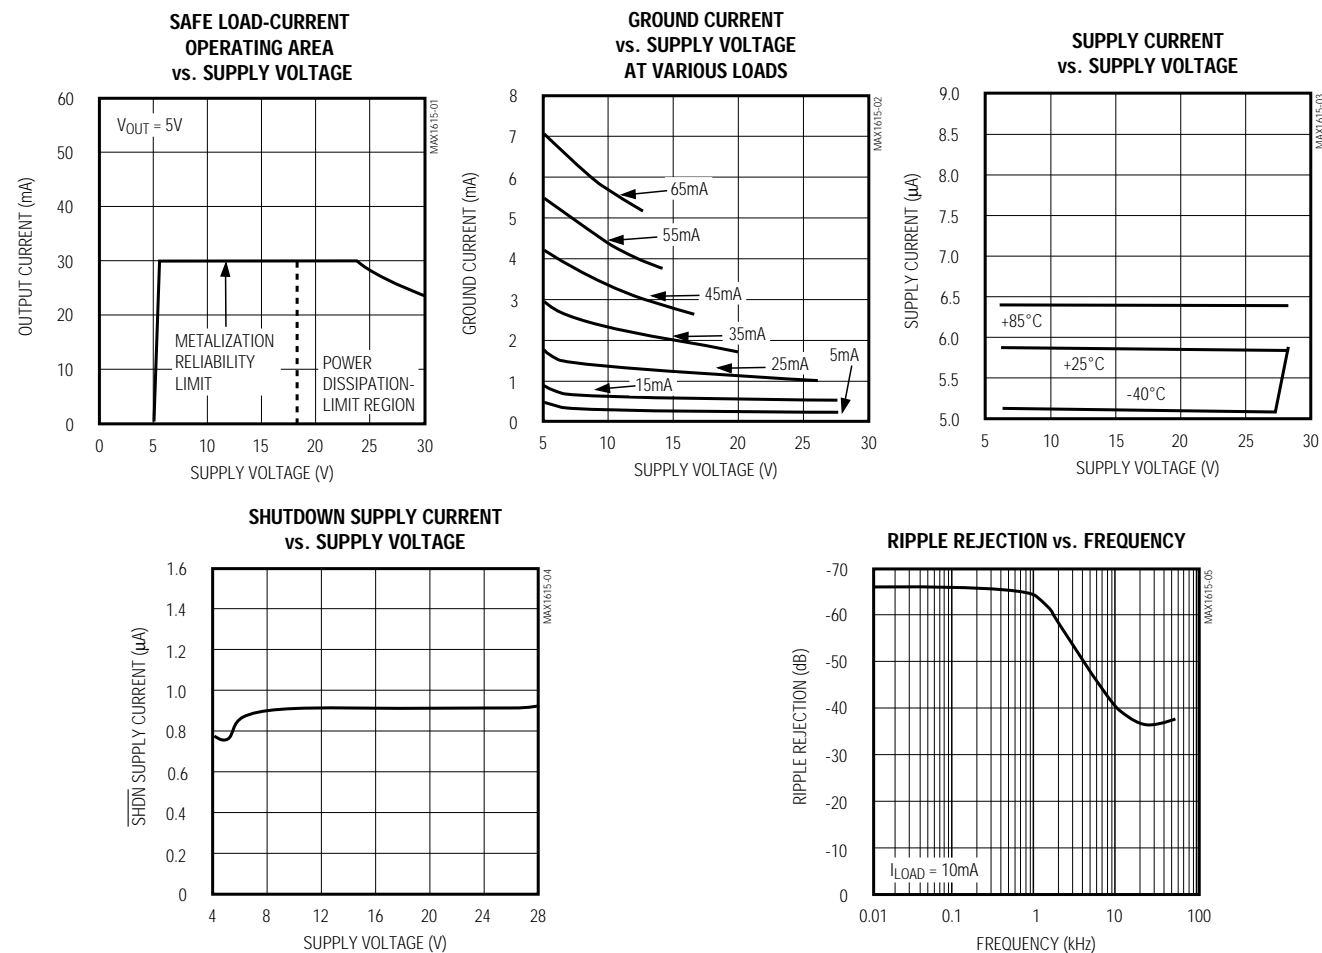 SAFE LOAD-CURRENT
OPERATING AREA
vs. SUPPLY VOLTAGE
60
50
40
30
20
10
0
0 5 10 15 20 25 30
OUTPUT CURRENT (mA)
SUPPLY VOLTAGE (V)
VOUT = 5V
METALIZATION
RELIABILITY
LIMIT
POWER
DISSIPATION-
LIMIT REGION
MAX1615-01
GROUND CURRENT
vs. SUPPLY VOLTAGE
AT VARIOUS LOADS
8
7
6
5
4
3
2
1
0
5 10 15 20 25 30
GROUND CURRENT (mA)
SUPPLY VOLTAGE (V)
65mA
55mA
45mA
35mA
25mA
5mA
15mA
MAX1615-02
SUPPLY CURRENT
vs. SUPPLY VOLTAGE
9.0
8.5
8.0
7.5
7.0
6.5
6.0
5.5
5.0
5 10 15 20 25 30
SUPPLY CURRENT (µA)
SUPPLY VOLTAGE (V)
+85°C
+25°C
-40°C
MAX1615-03
SHUTDOWN SUPPLY CURRENT
vs. SUPPLY VOLTAGE
1.6
1.4
1.2
1.0
0.8
0.6
0.4
0.2
0
4 8 12 16 20 24 28
SHDN SUPPLY CURRENT (µA)
SUPPLY VOLTAGE (V)
MAX1615-04
RIPPLE REJECTION vs. FREQUENCY
-70
-60
-50
-40
-30
-20
-10
0
0.01 0.1 1 10 100
RIPPLE REJECTION (dB)
FREQUENCY (kHz)
ILOAD = 10mA
MAX1615-05